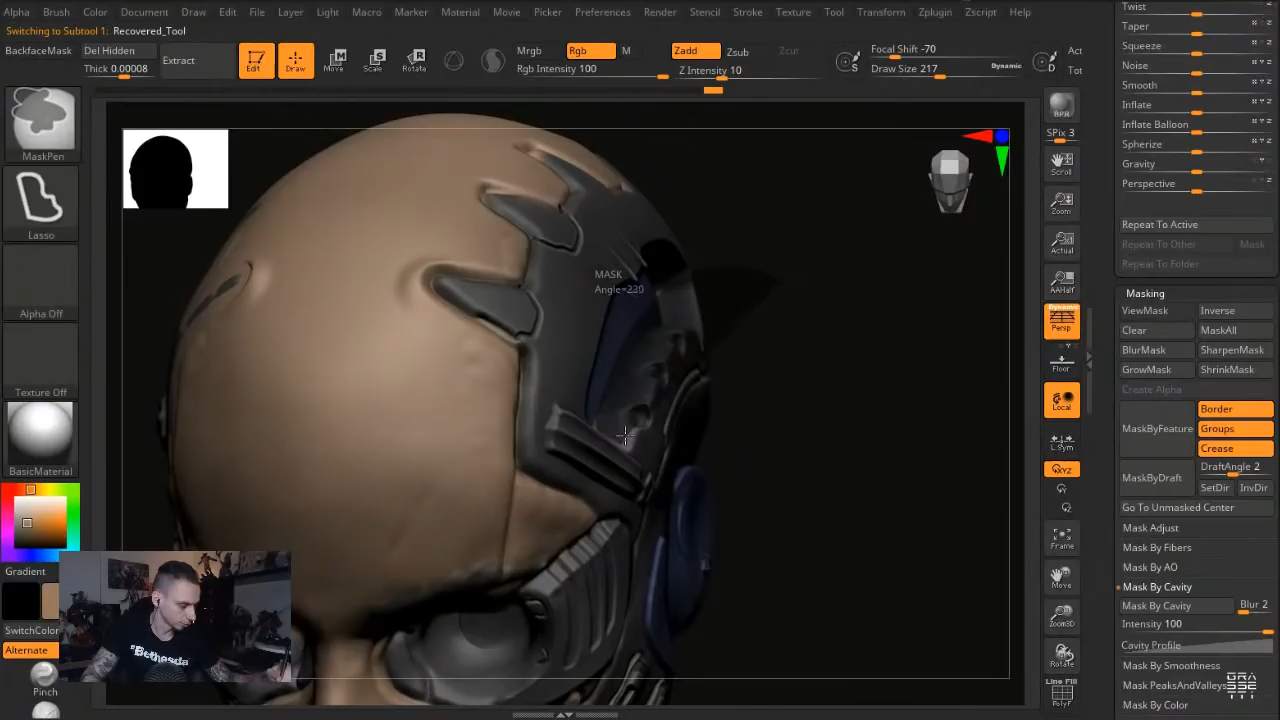 Alpha Brush Color Document Draw Edit File Layer Light Macro Marker Material Movie Picker Preferences Render Stencil Stroke Texture Tool Transform Zplugin Zscript Help
Switching to Subtool 1: Recovered_Tool
BackfaceMask
Del Hidden
Thick 0.00008
Extract
Edit
Draw
Move
Scale
Rotate
Mrgb
Rgb
M
Rgb Intensity 100
Zadd
Zsub
Zcut
Z Intensity 10
Focal Shift -70
Draw Size 217
Dynamic
Act
Tot
MaskPen
Lasso
Alpha Off
Texture Off
BasicMaterial
Gradient
SwitchColor
Alternate
Pinch
MASK
Angle=230
"Bethesda
BPR
SPix 3
Scroll
Zoom
Actual
AAHalf
Dynamic
Persp
Floor
Local
L.Sym
XYZ
Frame
Move
Zoom3D
Rotate
Line Fill
PolyF
Twist
Taper
Squeeze
Noise
Smooth
Inflate
Inflate Balloon
Spherize
Gravity
Perspective
Repeat To Active
Repeat To Other Mask
Repeat To Folder
Masking
ViewMask Inverse
Clear MaskAll
BlurMask SharpenMask
GrowMask ShrinkMask
Create Alpha
MaskByFeature
Border
Groups
Crease
MaskByDraft
DraftAngle 2
SetDir InvDir
Go To Unmasked Center
Mask Adjust
Mask By Fibers
Mask By AO
Mask By Cavity
Mask By Cavity Blur 2
Intensity 100
Cavity Profile
Mask By Smoothness
Mask PeaksAndValleys
Mask By Color